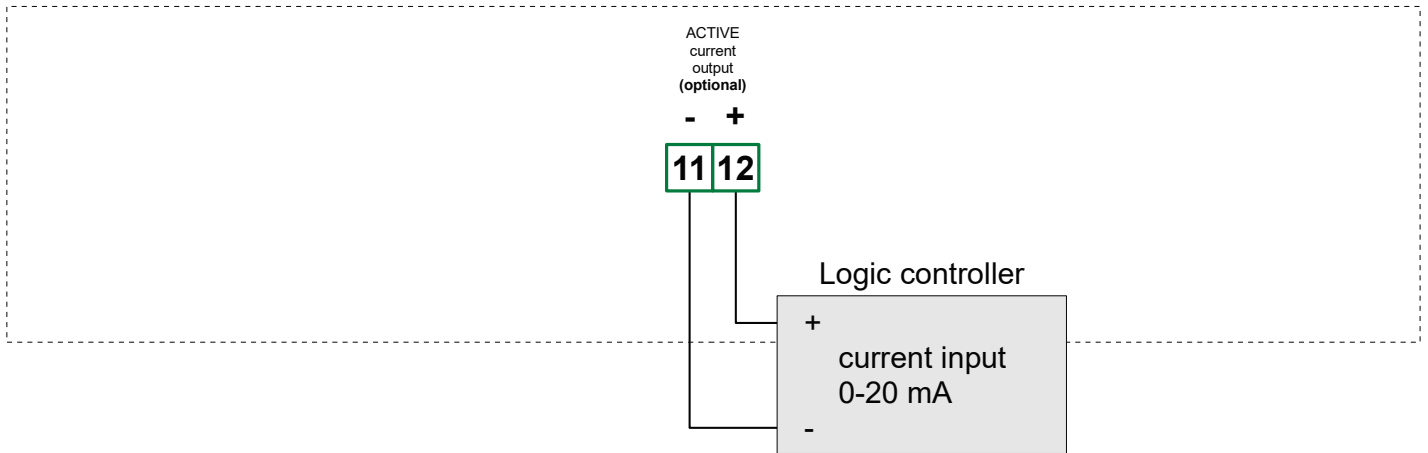 ACTIVE
current
output
(optional)
- +
11 12
Logic controller
+
current input
0-20 mA
-